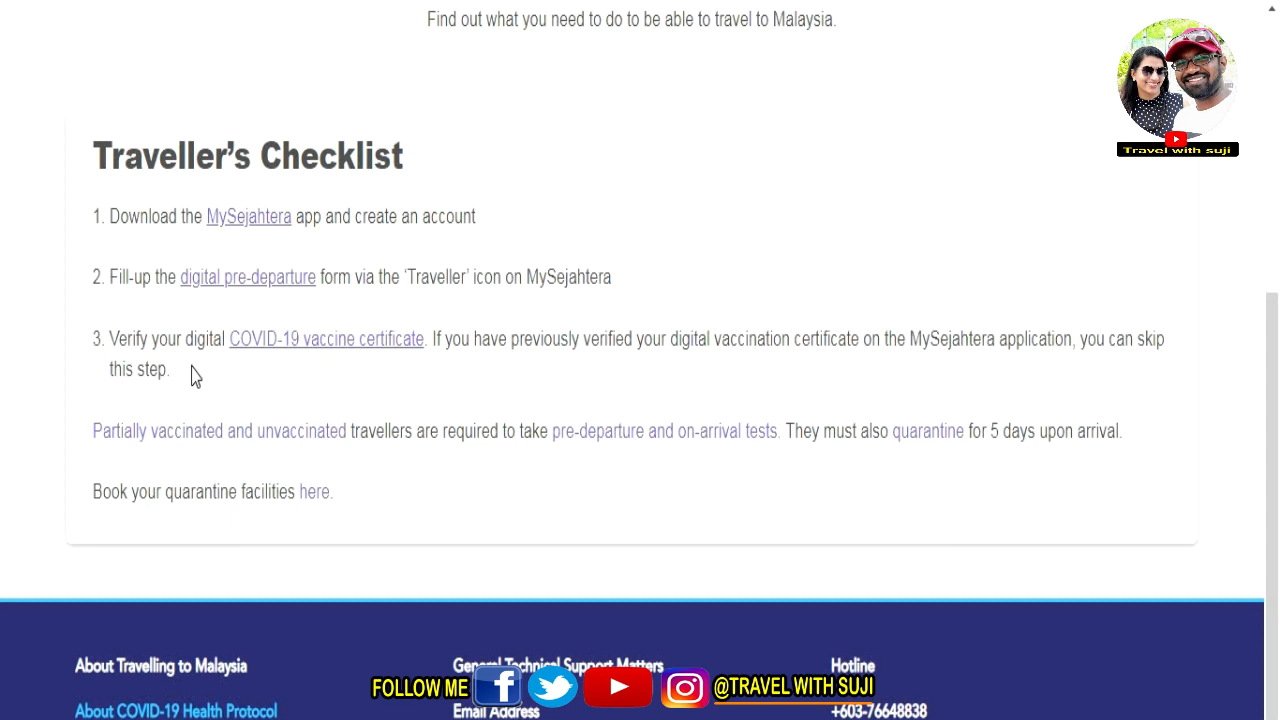 Find out what you need to do to be able to travel to Malaysia.
Travel with suji
Traveller's Checklist
1. Download the MySejahtera app and create an account
2. Fill-up the digital pre-departure form via the 'Traveller' icon on MySejahtera
3. Verify your digital COVID-19 vaccine certificate. If you have previously verified your digital vaccination certificate on the MySejahtera application, you can skip
this step.
Partially vaccinated and unvaccinated travellers are required to take pre-departure and on-arrival tests. They must also quarantine for 5 days upon arrival.
Book your quarantine facilities here.
About Travelling to Malaysia
General Technical Support Matters
Hotline
FOLLOW ME
@TRAVEL WITH SUJI
About COVID-19 Health Protocol
Email Address
+603-76648838